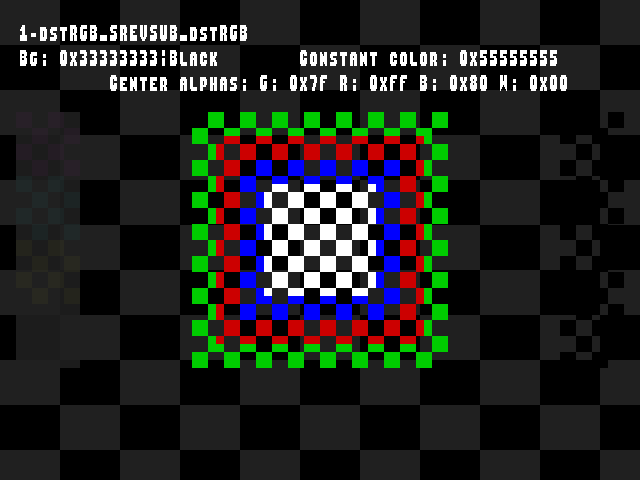 1-dstRGB_SREVSUB_dstRGB
Bg: 0x33333333¦Black Constant color: 0x55555555
Center alphas: G: 0x7f R: 0xff B: 0x80 W: 0x00